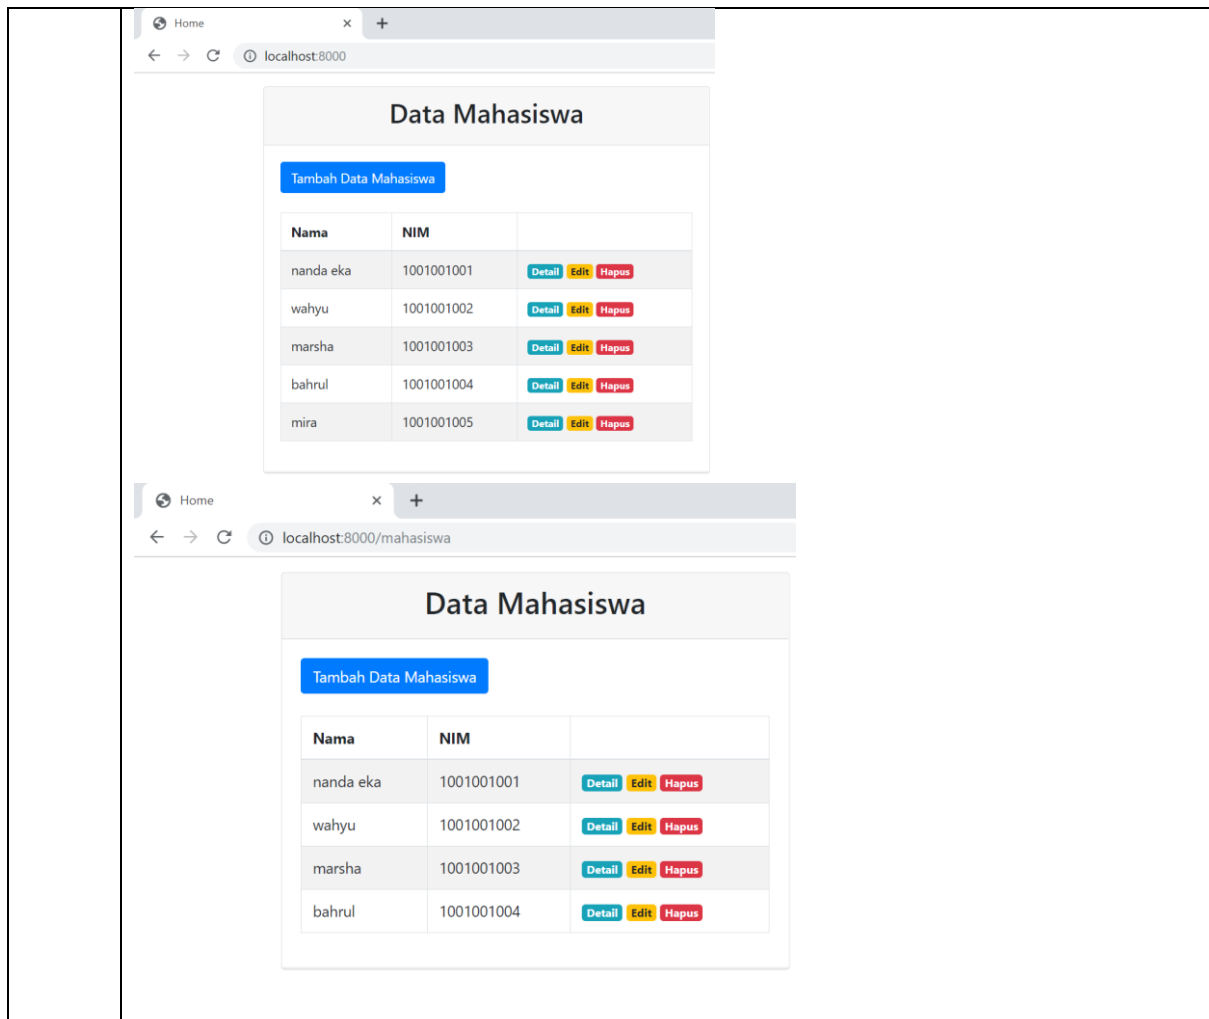 Home
localhost:8000
Data Mahasiswa
Tambah Data Mahasiswa
Nama NIM
nanda eka 1001001001 Detail Edit Hapus
wahyu 1001001002 Detail Edit Hapus
marsha 1001001003 Detail Edit Hapus
bahrul 1001001004 Detail Edit Hapus
mira 1001001005 Detail Edit Hapus
Home
localhost:8000/mahasiswa
Data Mahasiswa
Tambah Data Mahasiswa
Nama NIM
nanda eka 1001001001 Detail Edit Hapus
wahyu 1001001002 Detail Edit Hapus
marsha 1001001003 Detail Edit Hapus
bahrul 1001001004 Detail Edit Hapus